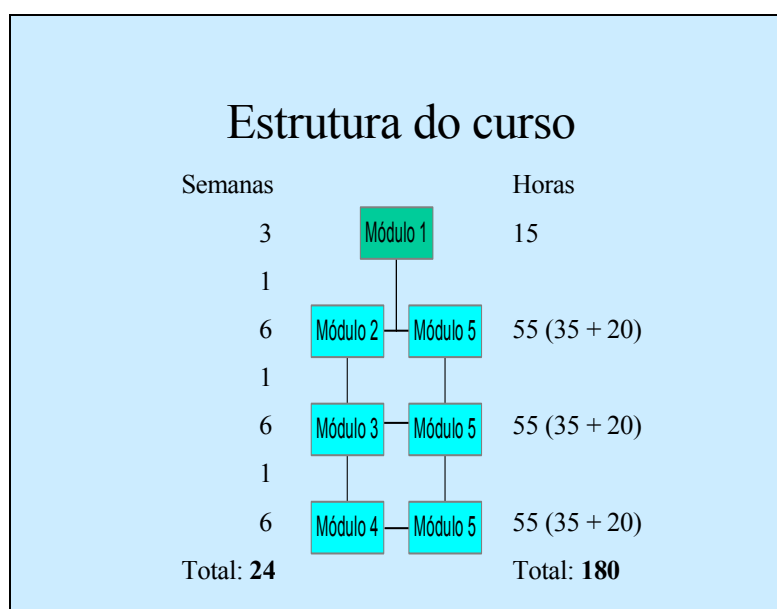 Estrutura do curso
Semanas Horas
3 Módulo 1 15
1
6 Módulo 2 Módulo 5 55 (35 + 20)
1
6 Módulo 3 Módulo 5 55 (35 + 20)
1
6 Módulo 4 Módulo 5 55 (35 + 20)
Total: 24 Total: 180